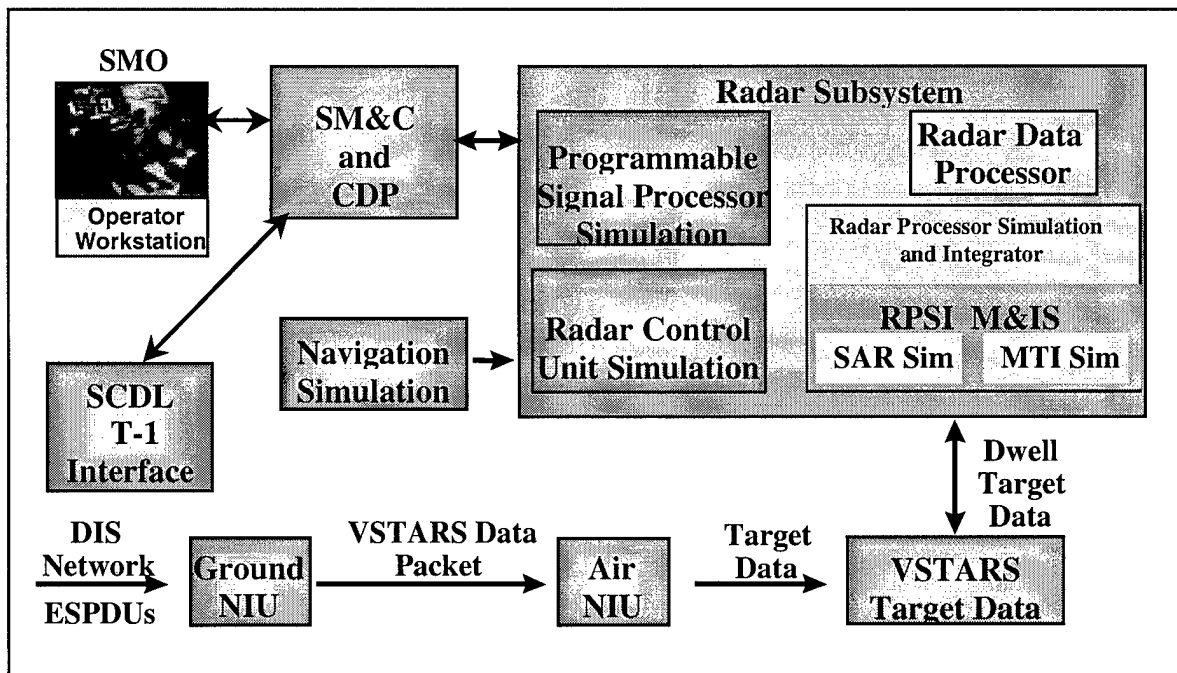 SMO
Operator
Workstation
SM&C
and
CDP
Radar Subsystem
Programmable
Signal Processor
Simulation
Radar Data
Processor
Radar Processor Simulation
and Integrator
RPSI M&IS
SAR Sim
MTI Sim
Radar Control
Unit Simulation
Navigation
Simulation
SCDL
T-1
Interface
Dwell
Target
Data
DIS
Network
ESPDUs
Ground
NIU
VSTARS Data
Packet
Air
NIU
Target
Data
VSTARS
Target Data